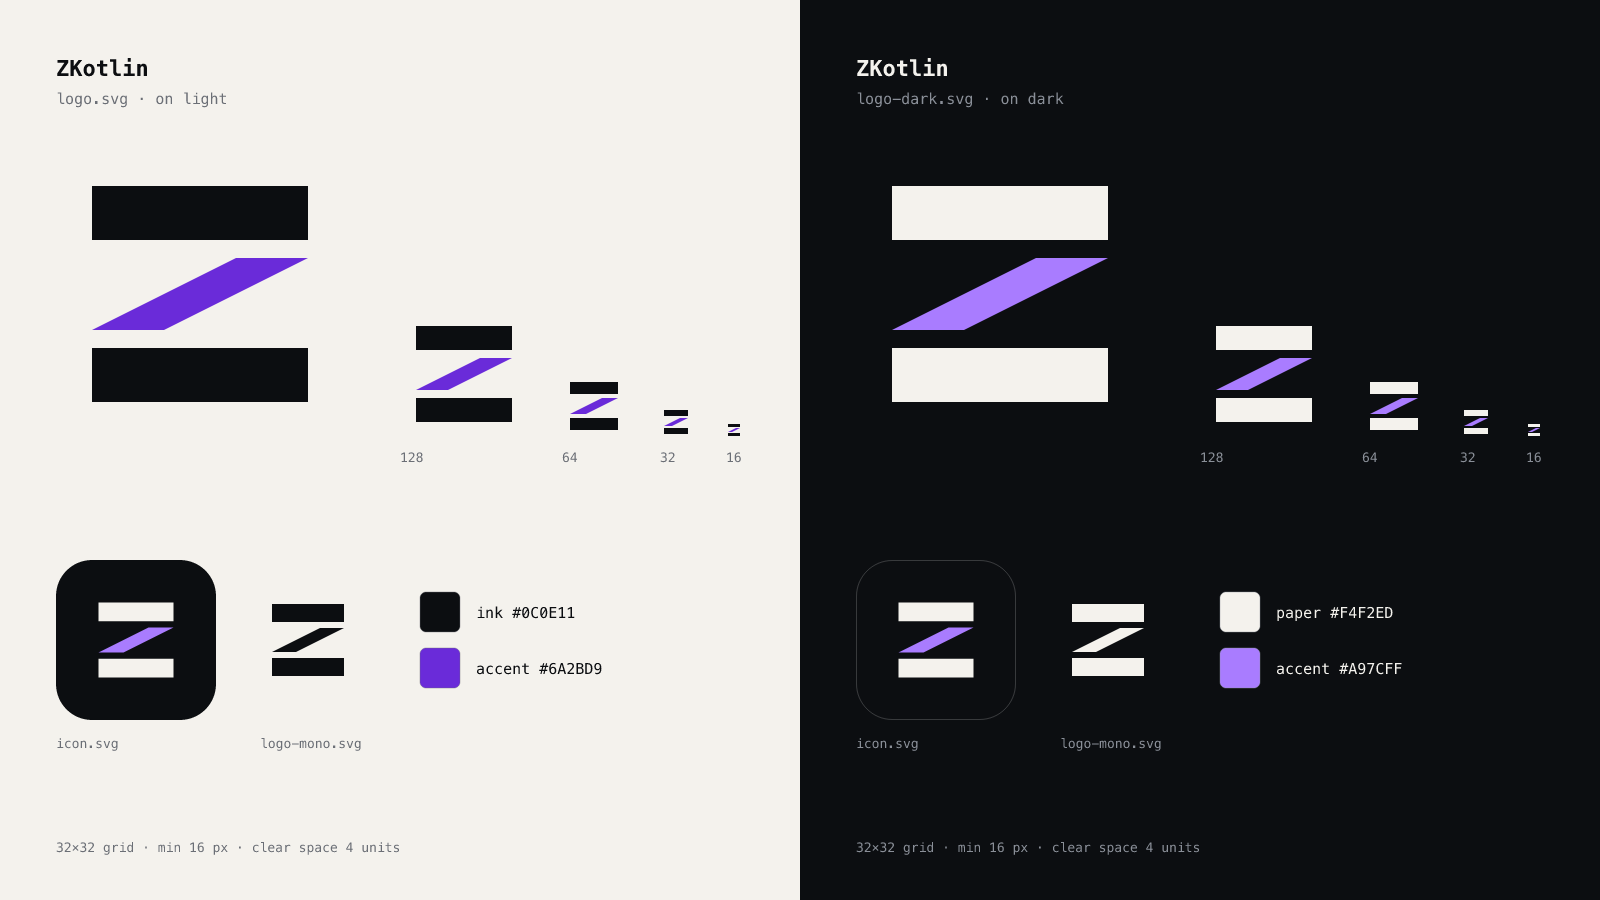 ZKotlin
logo.svg · on light
128
64
32
16
ink #0C0E11
accent #6A2BD9
icon.svg
logo-mono.svg
32×32 grid · min 16 px · clear space 4 units
ZKotlin
logo-dark.svg · on dark
128
64
32
16
paper #F4F2ED
accent #A97CFF
icon.svg
logo-mono.svg
32×32 grid · min 16 px · clear space 4 units